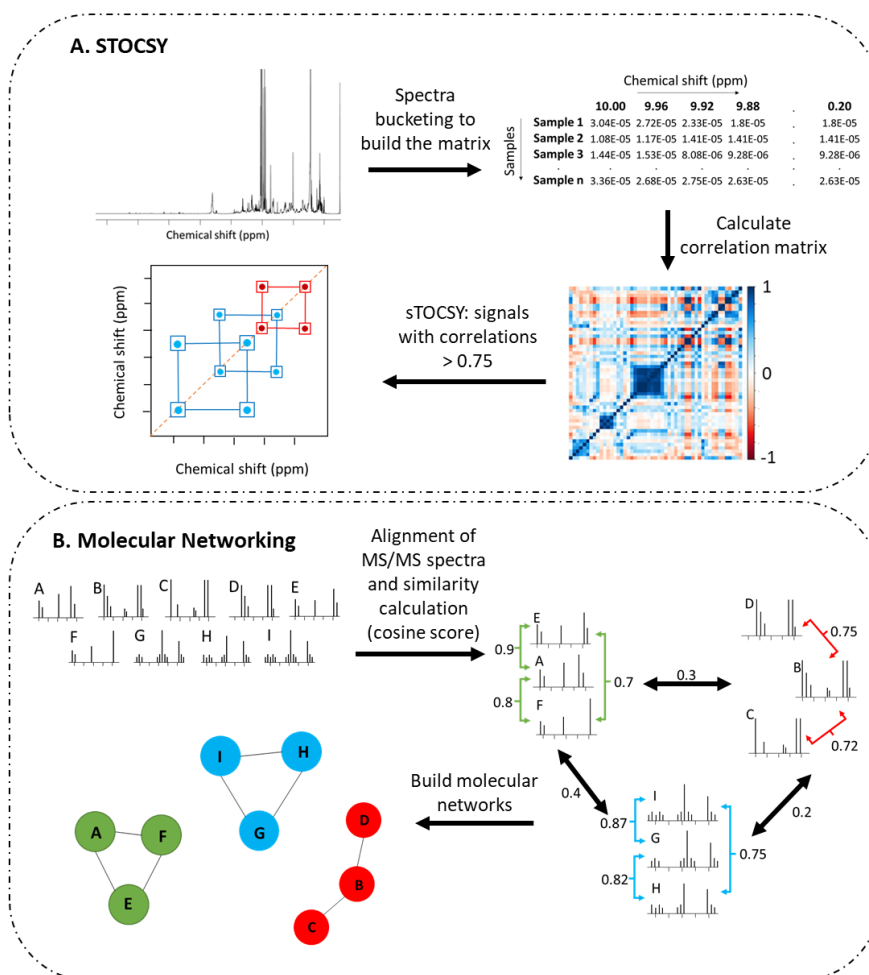 A. STOCSY
Spectra
bucketing to
build the matrix
Chemical shift (ppm)
Chemical shift (ppm)
10.00 9.96 9.92 9.88 . 0.20
Samples
Sample 1 3.04E-05 2.72E-05 2.33E-05 1.8E-05 . 1.8E-05
Sample 2 1.08E-05 1.17E-05 1.41E-05 1.41E-05 . 1.41E-05
Sample 3 1.44E-05 1.53E-05 8.08E-06 9.28E-06 . 9.28E-06
. . . . . .
Sample n 3.36E-05 2.68E-05 2.75E-05 2.63E-05 . 2.63E-05
Calculate
correlation matrix
1
0
-1
sTOCSY: signals
with correlations
> 0.75
Chemical shift (ppm)
Chemical shift (ppm)
B. Molecular Networking
A B C D E
F G H I
Alignment of
MS/MS spectra
and similarity
calculation
(cosine score)
E
A
F
0.9
0.8
0.7
0.3
D
B
C
0.75
0.72
0.4
0.2
I
G
H
0.87
0.82
0.75
Build molecular
networks
A
F
E
I
H
G
D
B
C